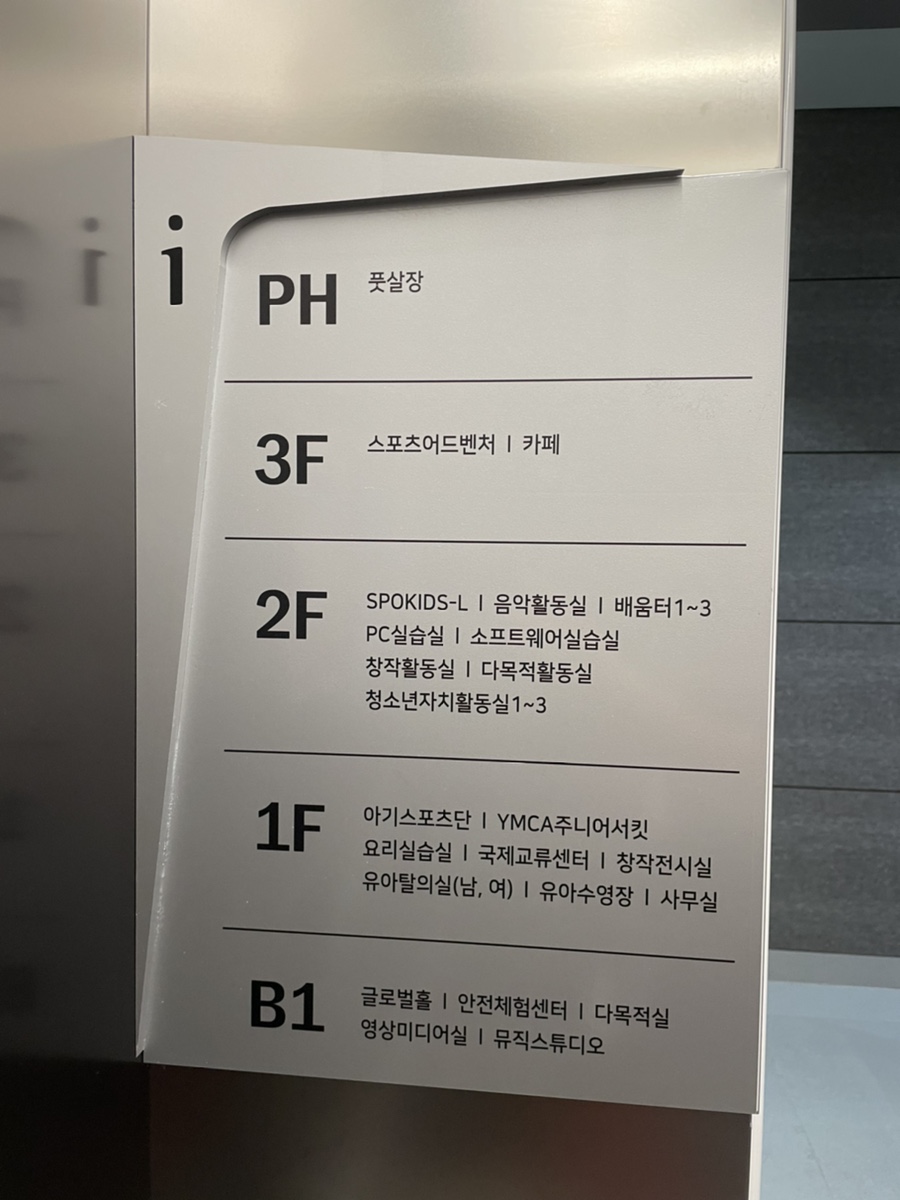 i
PH 풋살장
3F 스포츠어드벤처 | 카페
2F SPOKIDS-L | 음악활동실 | 배움터1~3
PC실습실 | 소프트웨어실습실
창작활동실 | 다목적활동실
청소년자치활동실1~3
1F 아기스포츠단 | YMCA주니어서킷
요리실습실 | 국제교류센터 | 창작전시실
유아탈의실(남, 여) | 유아수영장 | 사무실
B1 글로벌홀 | 안전체험센터 | 다목적실
영상미디어실 | 뮤직스튜디오